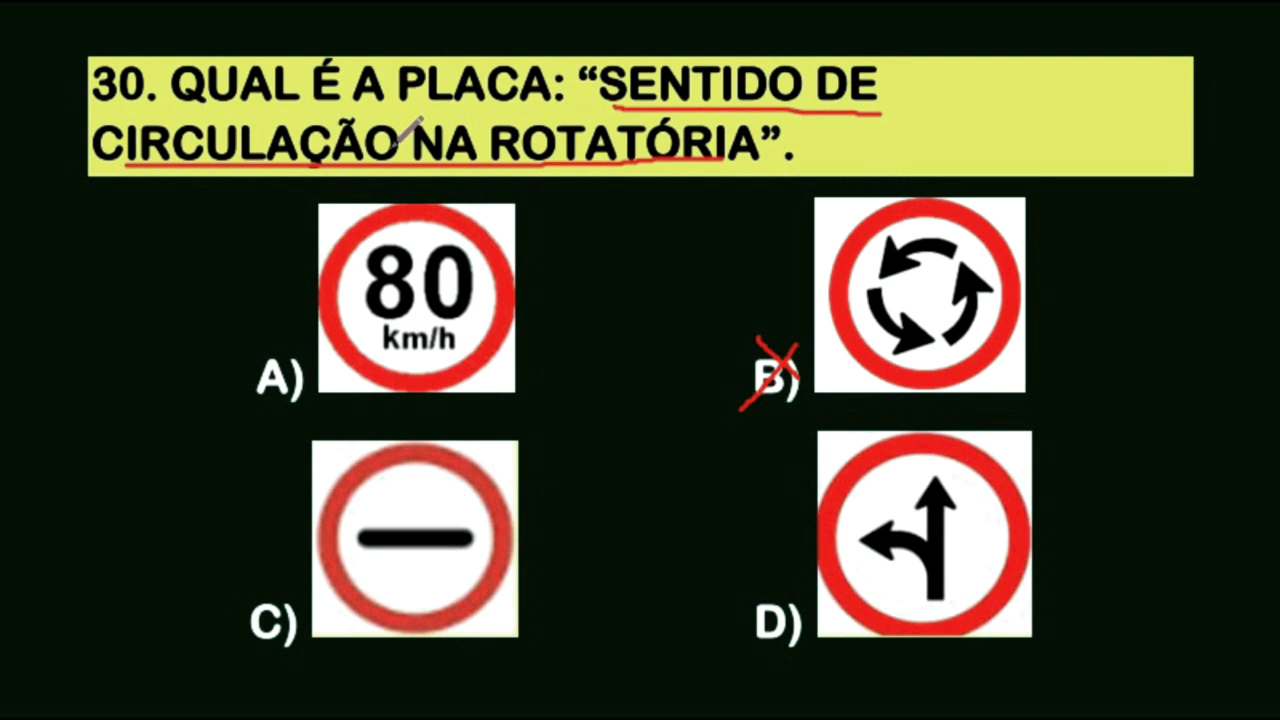 30. QUAL É A PLACA: “SENTIDO DE
CIRCULAÇÃO NA ROTATÓRIA”.
80
km/h
A)
B)
C)
D)